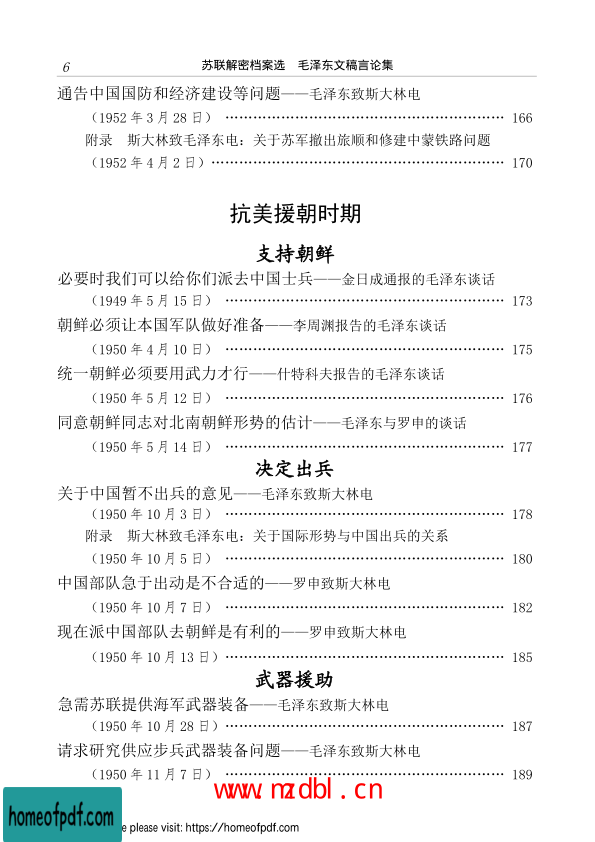 6 苏联解密档案选 毛泽东文稿言论集
通告中国国防和经济建设等问题——毛泽东致斯大林电
(1952 年 3 月 28 日) …………………………………………… 166
附录 斯大林致毛泽东电：关于苏军撤出旅顺和修建中蒙铁路问题
(1952 年 4 月 2 日)…………………………………………… 170
抗美援朝时期
支持朝鲜
必要时我们可以给你们派去中国士兵——金日成通报的毛泽东谈话
(1949 年 5 月 15 日) …………………………………………… 173
朝鲜必须让本国军队做好准备——李周渊报告的毛泽东谈话
(1950 年 4 月 10 日) …………………………………………… 175
统一朝鲜必须要用武力才行——什特科夫报告的毛泽东谈话
(1950 年 5 月 12 日) …………………………………………… 176
同意朝鲜同志对北南朝鲜形势的估计——毛泽东与罗申的谈话
(1950 年 5 月 14 日) …………………………………………… 177
决定出兵
关于中国暂不出兵的意见——毛泽东致斯大林电
(1950 年 10 月 3 日) …………………………………………… 178
附录 斯大林致毛泽东电：关于国际形势与中国出兵的关系
(1950 年 10 月 5 日) …………………………………………… 180
中国部队急于出动是不合适的——罗申致斯大林电
(1950 年 10 月 7 日) …………………………………………… 182
现在派中国部队去朝鲜是有利的——罗申致斯大林电
(1950 年 10 月 13 日)…………………………………………… 185
武器援助
急需苏联提供海军武器装备——毛泽东致斯大林电
(1950 年 10 月 28 日)…………………………………………… 187
请求研究供应步兵武器装备问题——毛泽东致斯大林电
(1950 年 11 月 7 日) …………………………………………… 189
www.mzdbl.cn
homeofpdf.com
e please visit: https://homeofpdf.com